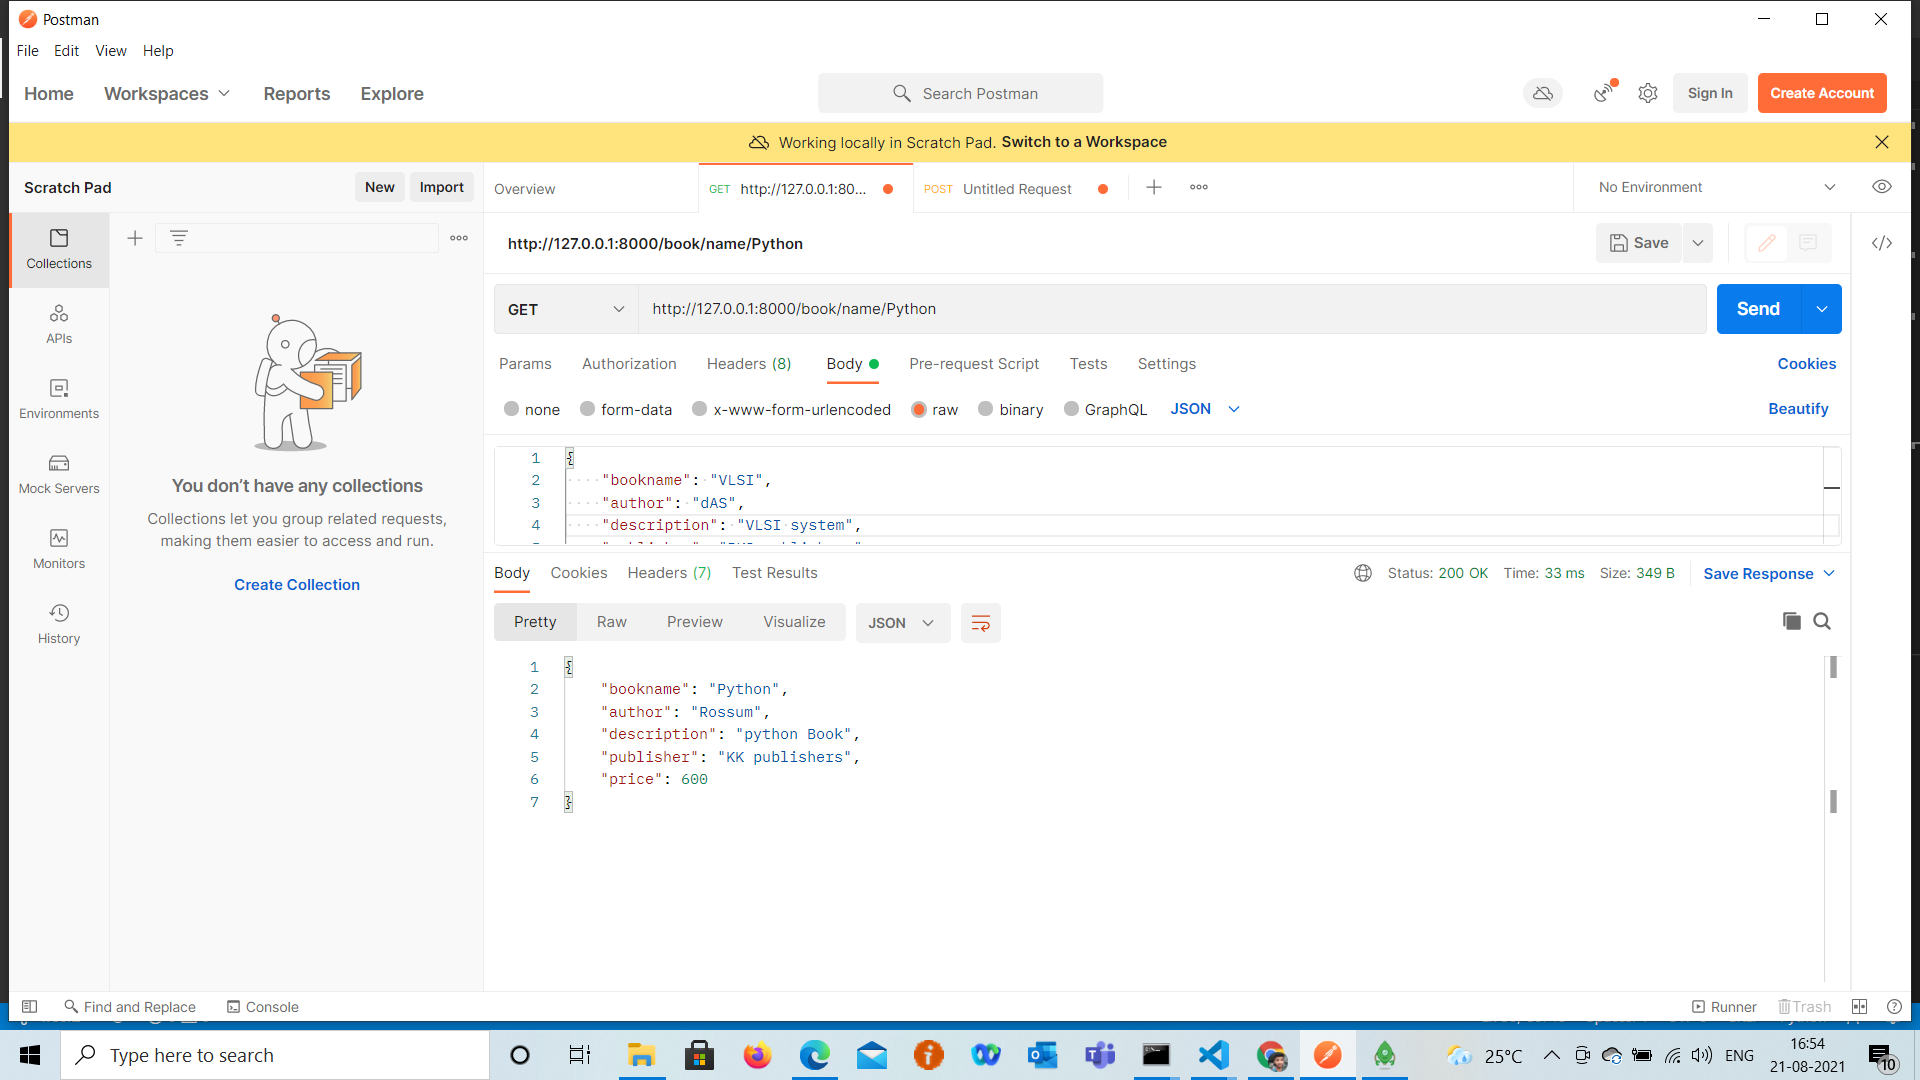 Postman
File Edit View Help
Home Workspaces Reports Explore Search Postman Sign In Create Account
Working locally in Scratch Pad. Switch to a Workspace
Scratch Pad New Import Overview GET http://127.0.0.1:80... POST Untitled Request No Environment
Collections
APIs
Environments
Mock Servers
Monitors
History
You don't have any collections
Collections let you group related requests,
making them easier to access and run.
Create Collection
http://127.0.0.1:8000/book/name/Python Save
GET http://127.0.0.1:8000/book/name/Python Send
Params Authorization Headers (8) Body Pre-request Script Tests Settings Cookies
none form-data x-www-form-urlencoded raw binary GraphQL JSON Beautify
1 {
2 "bookname": "VLSI",
3 "author": "dAS",
4 "description": "VLSI system",
Body Cookies Headers (7) Test Results Status: 200 OK Time: 33 ms Size: 349 B Save Response
Pretty Raw Preview Visualize JSON
1 {
2 "bookname": "Python",
3 "author": "Rossum",
4 "description": "python Book",
5 "publisher": "KK publishers",
6 "price": 600
7 }
Find and Replace Console Runner Trash
Type here to search 25°C ENG 16:54
21-08-2021 10